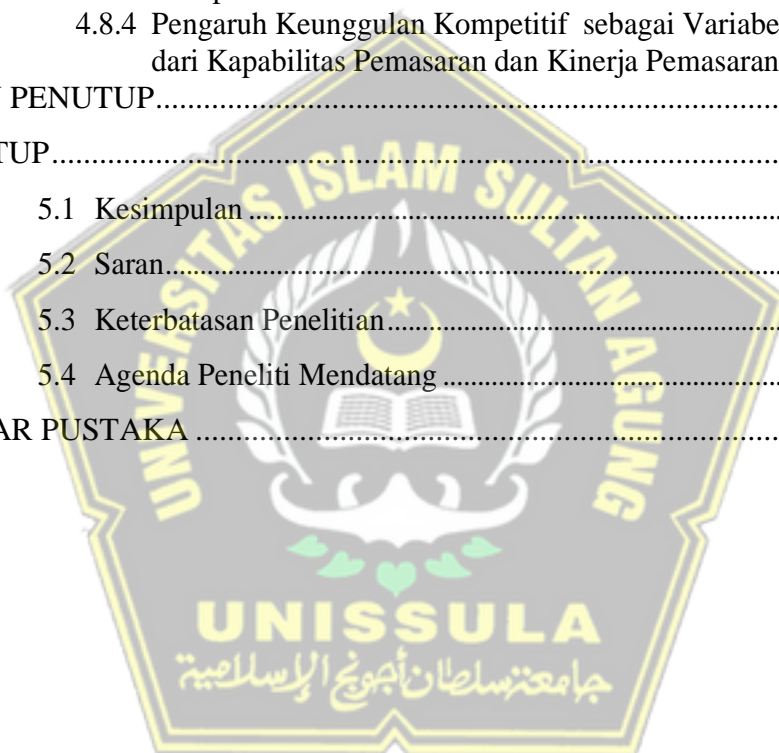 4.8.4 Pengaruh Keunggulan Kompetitif sebagai Variabe
dari Kapabilitas Pemasaran dan Kinerja Pemasaran
PENUTUP
TUP
5.1 Kesimpulan
5.2 Saran
5.3 Keterbatasan Penelitian
5.4 Agenda Peneliti Mendatang
AR PUSTAKA
UNIVERSITAS ISLAM SULTAN AGUNG
UNISSULA
جامعة سلطان أجونج الإسلامية